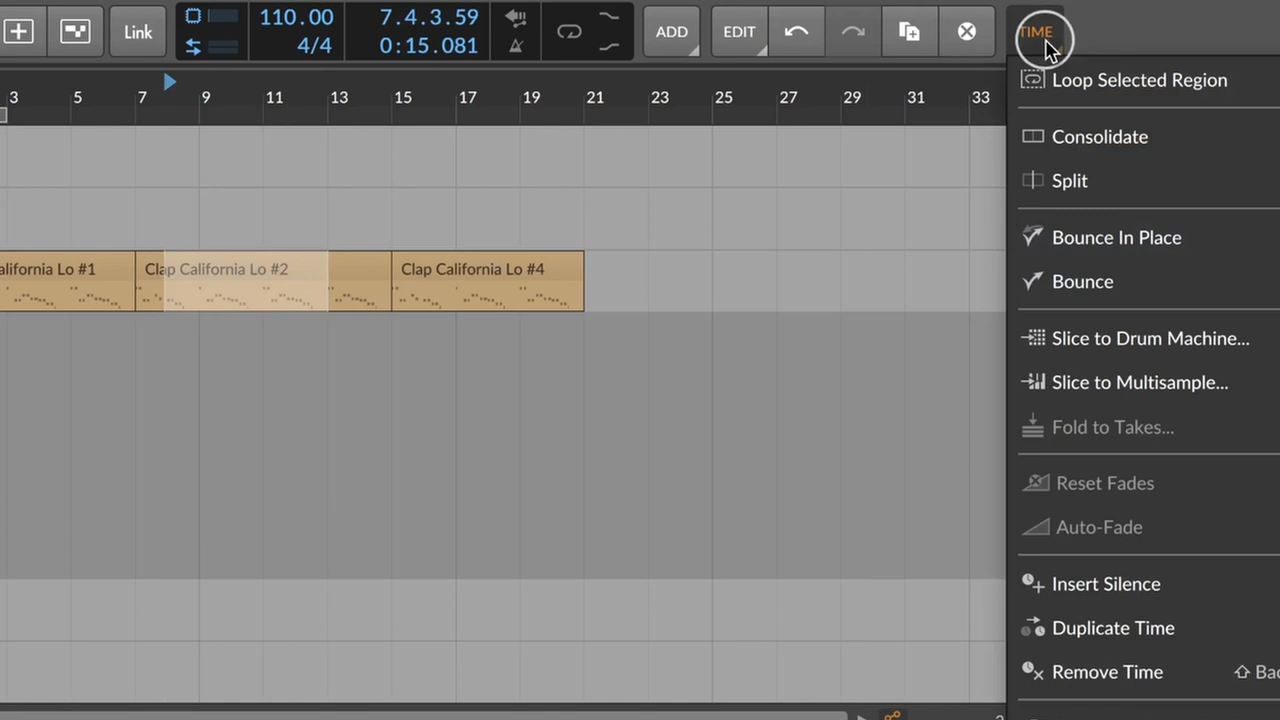 Link
110.00
4/4
7.4.3.59
0:15.081
ADD
EDIT
TIME
3 5 7 9 11 13 15 17 19 21 23 25 27 29 31 33
alifornia Lo #1
Clap California Lo #2
Clap California Lo #4
Loop Selected Region
Consolidate
Split
Bounce In Place
Bounce
Slice to Drum Machine...
Slice to Multisample...
Fold to Takes...
Reset Fades
Auto-Fade
Insert Silence
Duplicate Time
Remove Time
Bac